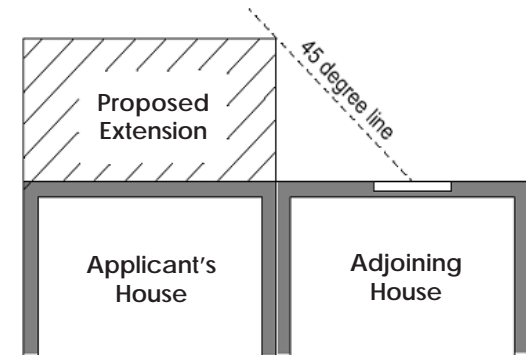 45 degree line
Proposed
Extension
Applicant's
House
Adjoining
House